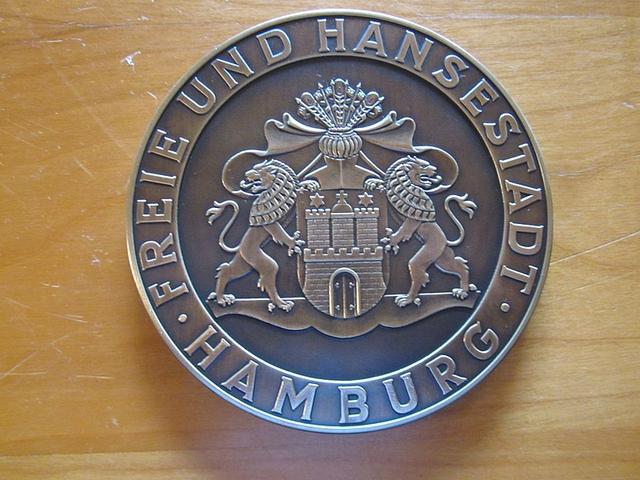 FREIE UND HANSESTADT
· HAMBURG ·